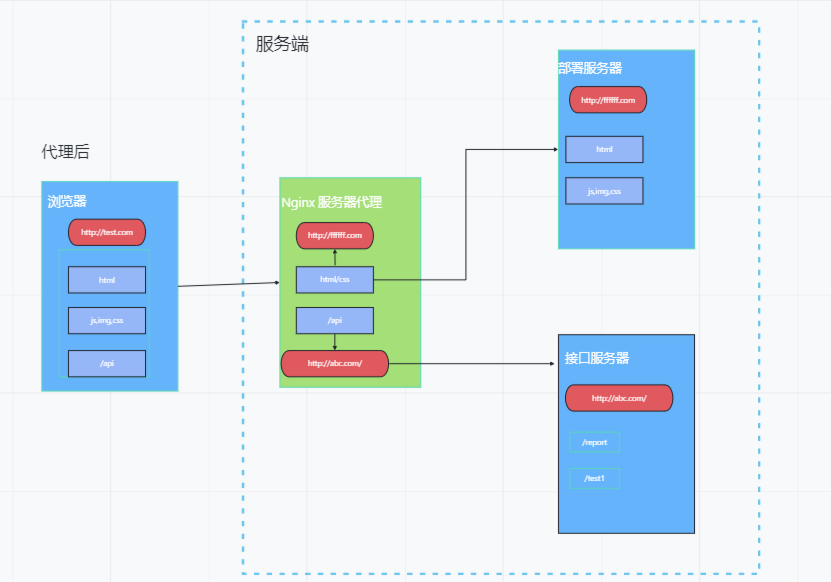 服务端
代理后
浏览器
http://test.com
html
js,img,css
/api
Nginx 服务器代理
http://ffffff.com
html/css
/api
http://abc.com/
部署服务器
http://ffffff.com
html
js,img,css
接口服务器
http://abc.com/
/report
/test1